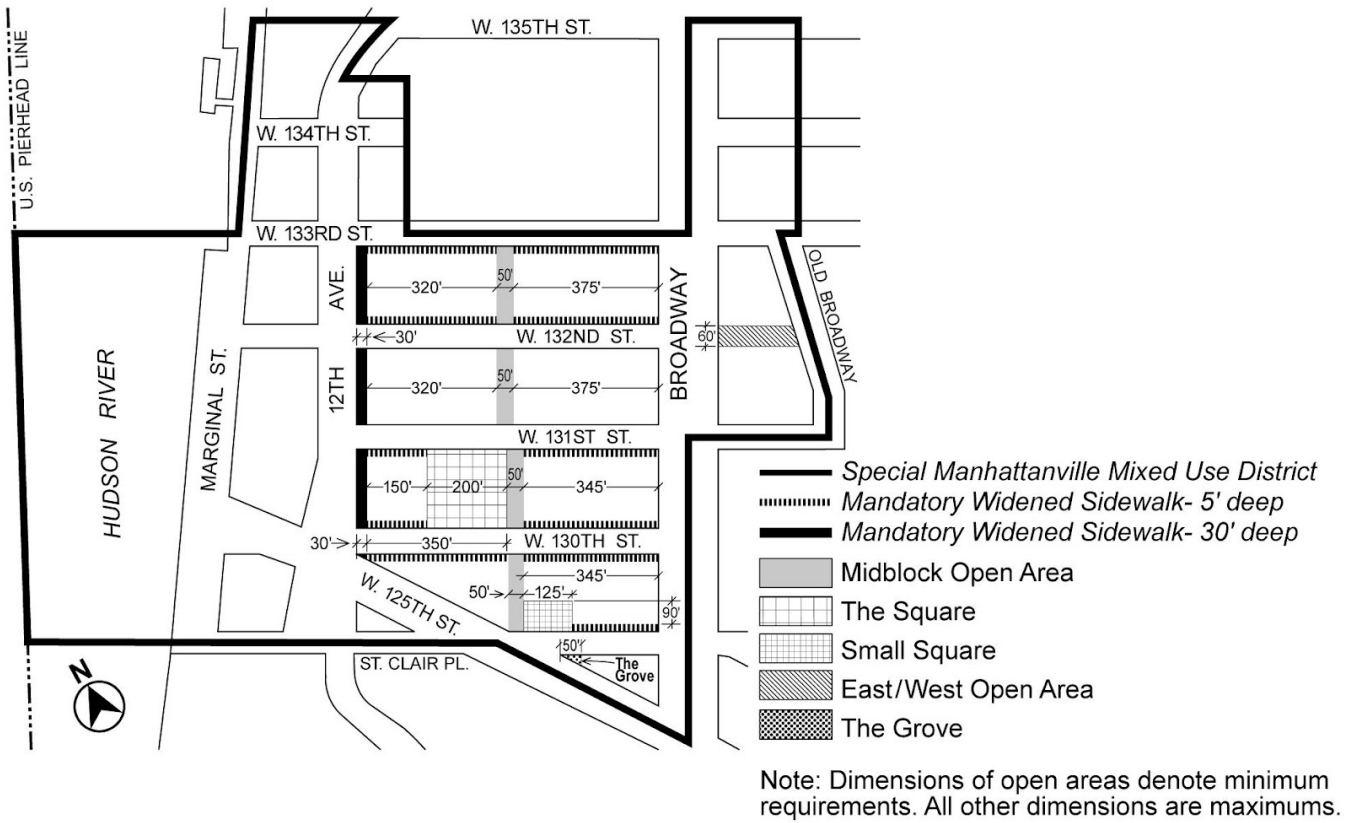 W. 135TH ST.
U.S. PIERHEAD LINE
W. 134TH ST.
W. 133RD ST.
320'
50'
375'
AVE.
BROADWAY
OLD BROADWAY
30'
W. 132ND ST.
60'
HUDSON RIVER
MARGINAL ST.
12TH
320'
50'
375'
W. 131ST ST.
150'
200'
50'
345'
30'
350'
W. 130TH ST.
345'
50'
125'
90'
W. 125TH ST.
50'
The
Grove
ST. CLAIR PL.
N
Special Manhattanville Mixed Use District
Mandatory Widened Sidewalk- 5' deep
Mandatory Widened Sidewalk- 30' deep
Midblock Open Area
The Square
Small Square
East/West Open Area
The Grove
Note: Dimensions of open areas denote minimum
requirements. All other dimensions are maximums.